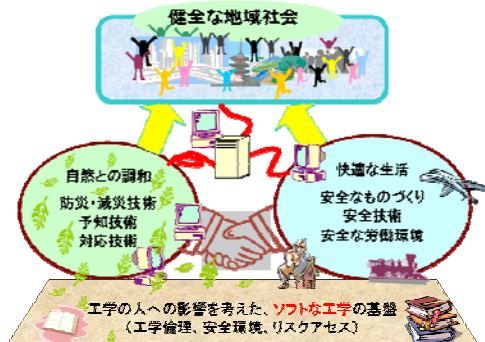 健全な地域社会
自然との調和
防災・減災技術
予知技術
対応技術
快適な生活
安全なものづくり
安全技術
安全な労働環境
工学の人への影響を考えた、ソフトな工学の基盤
（工学倫理、安全環境、リスクアセス）